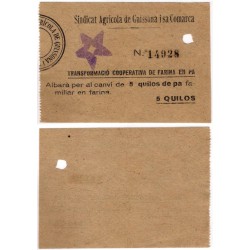 Sindicat Agrícola de Guissona i sa Comarca
N.º 14928
TRANSFORMACIÓ COOPERATIVA DE FARINA EN PA
Albarà per al canvi de 5 quilos de pa fa-
miliar en farina.
5 QUILOS